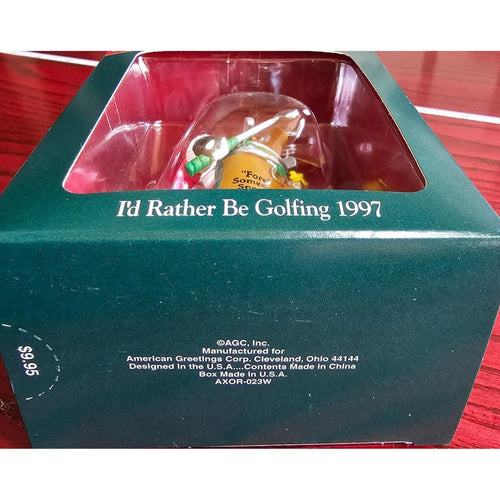 "Fore
I'd Rather Be Golfing 1997
©AGC, Inc.
Manufactured for
American Greetings Corp. Cleveland, Ohio 44144
Designed in the U.S.A....Contents Made in China
Box Made in U.S.A.
AXOR-023W
$9.95